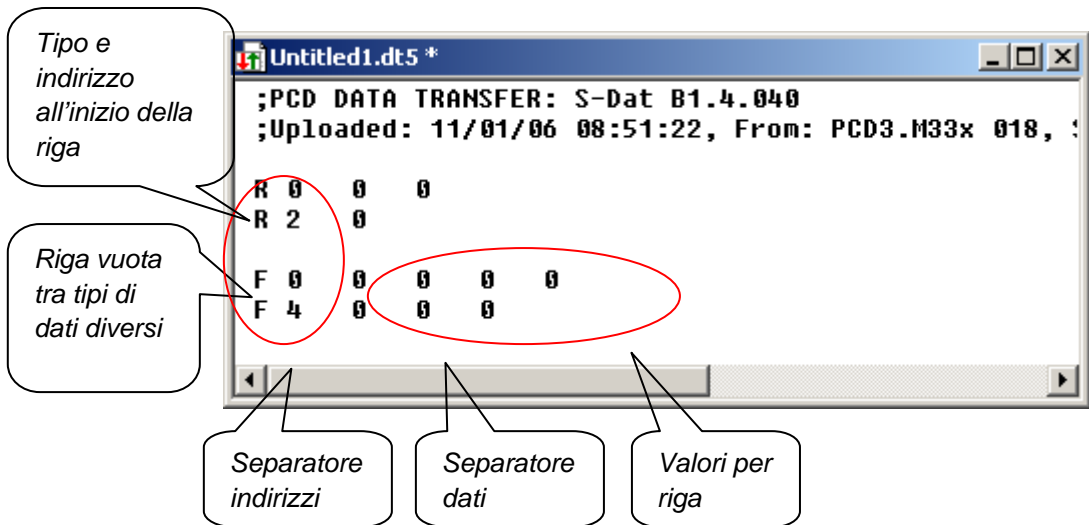 Tipo e
indirizzo
all'inizio della
riga
Untitled1.dt5 *
;PCD DATA TRANSFER: S-Dat B1.4.040
;Uploaded: 11/01/06 08:51:22, From: PCD3.M33x 018,
R 0 0 0
R 2 0
Riga vuota
tra tipi di
dati diversi
F 0 0 0 0 0
F 4 0 0 0
Separatore
indirizzi
Separatore
dati
Valori per
riga